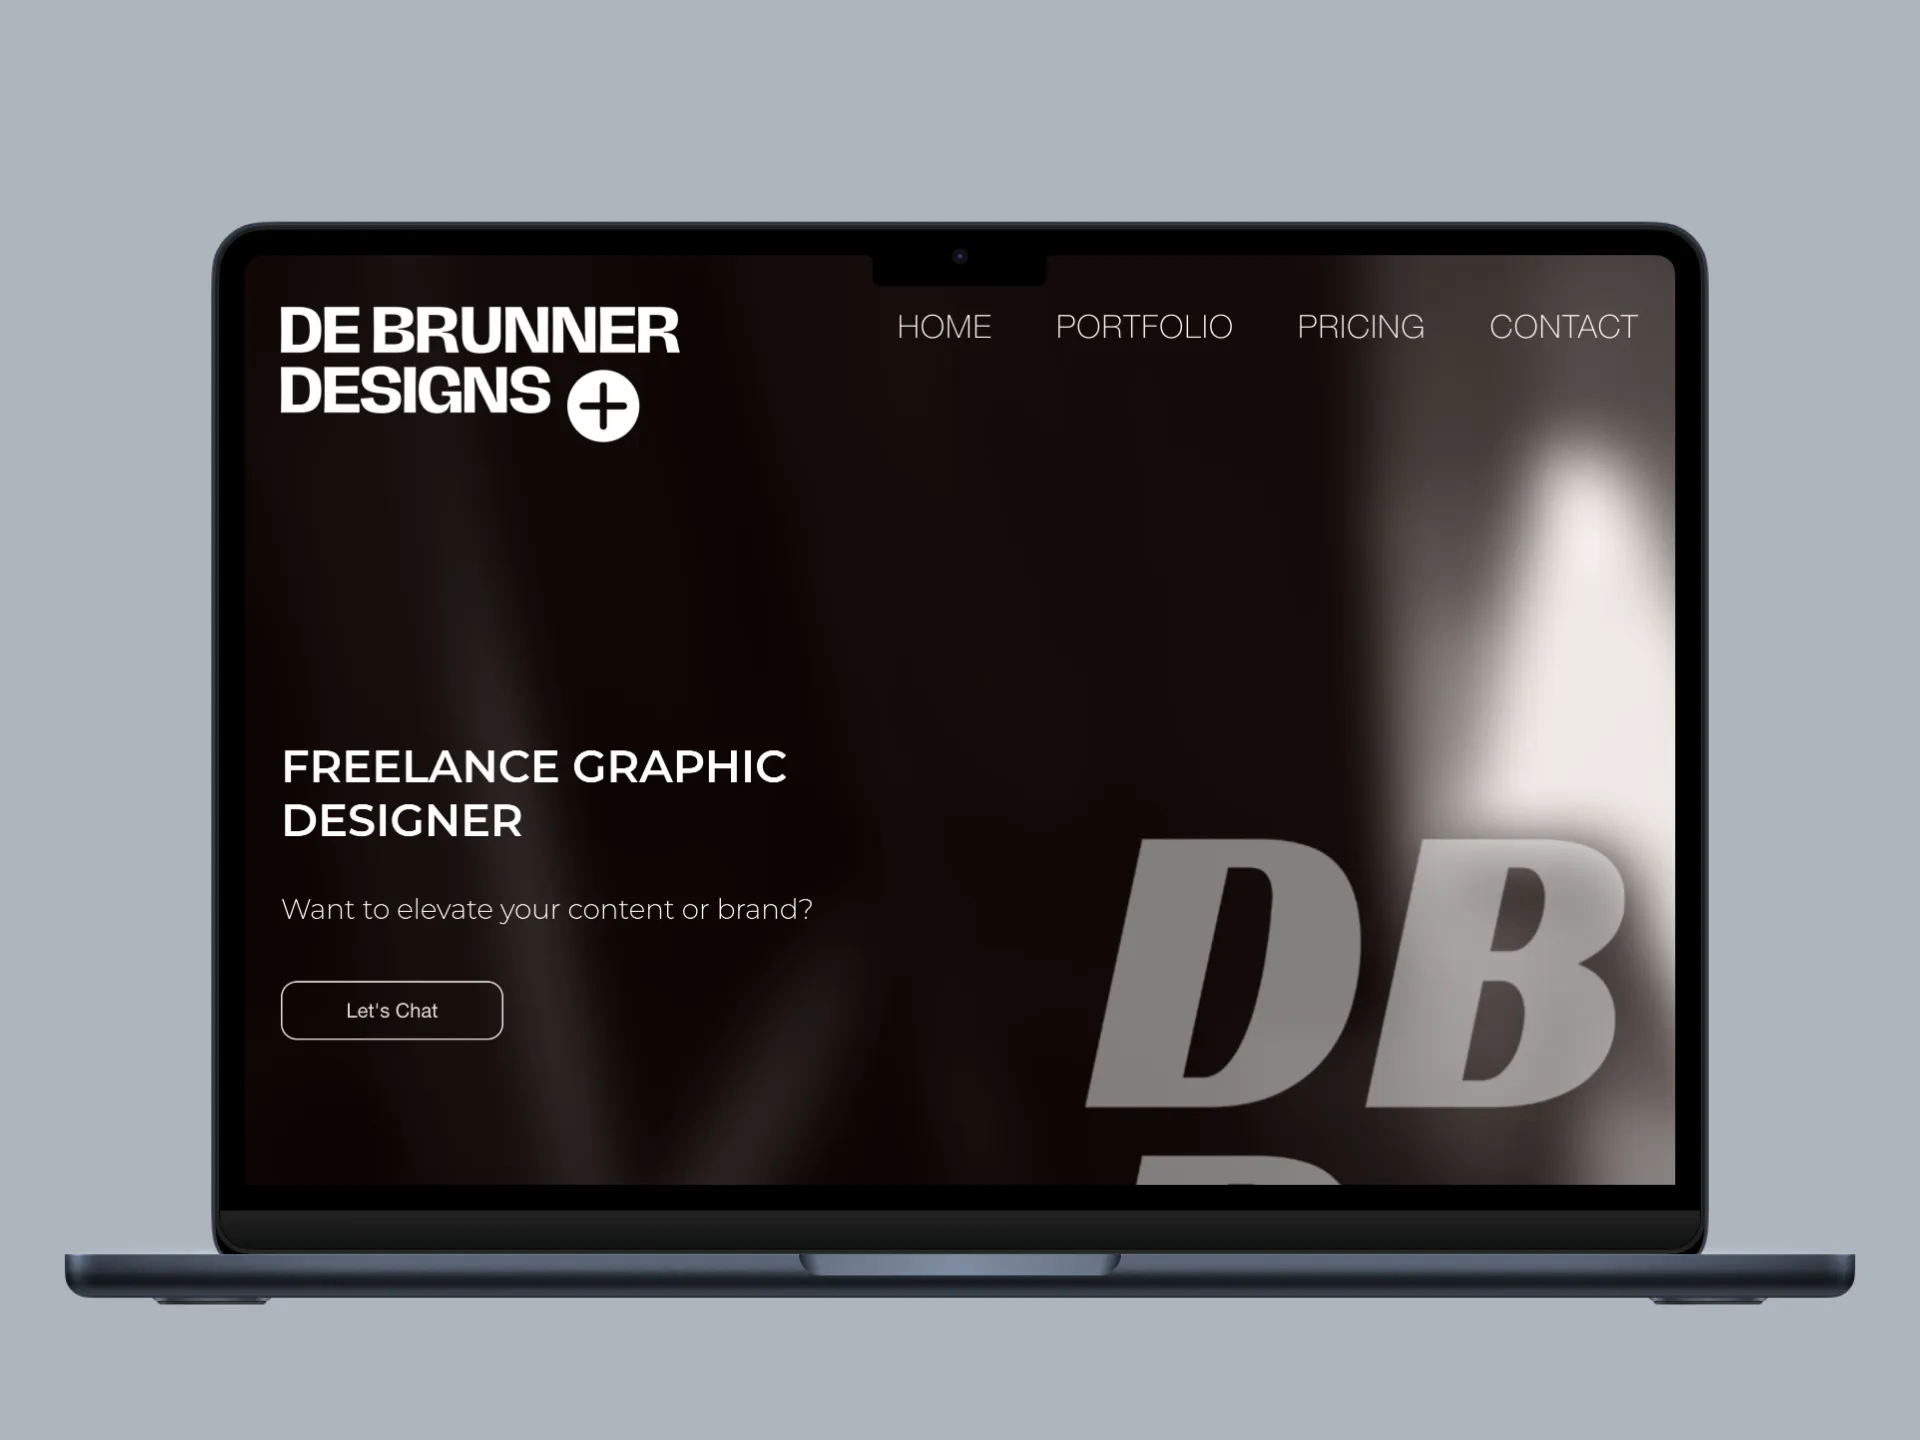 DE BRUNNER
DESIGNS
HOME PORTFOLIO PRICING CONTACT
FREELANCE GRAPHIC
DESIGNER
Want to elevate your content or brand?
Let's Chat
DB